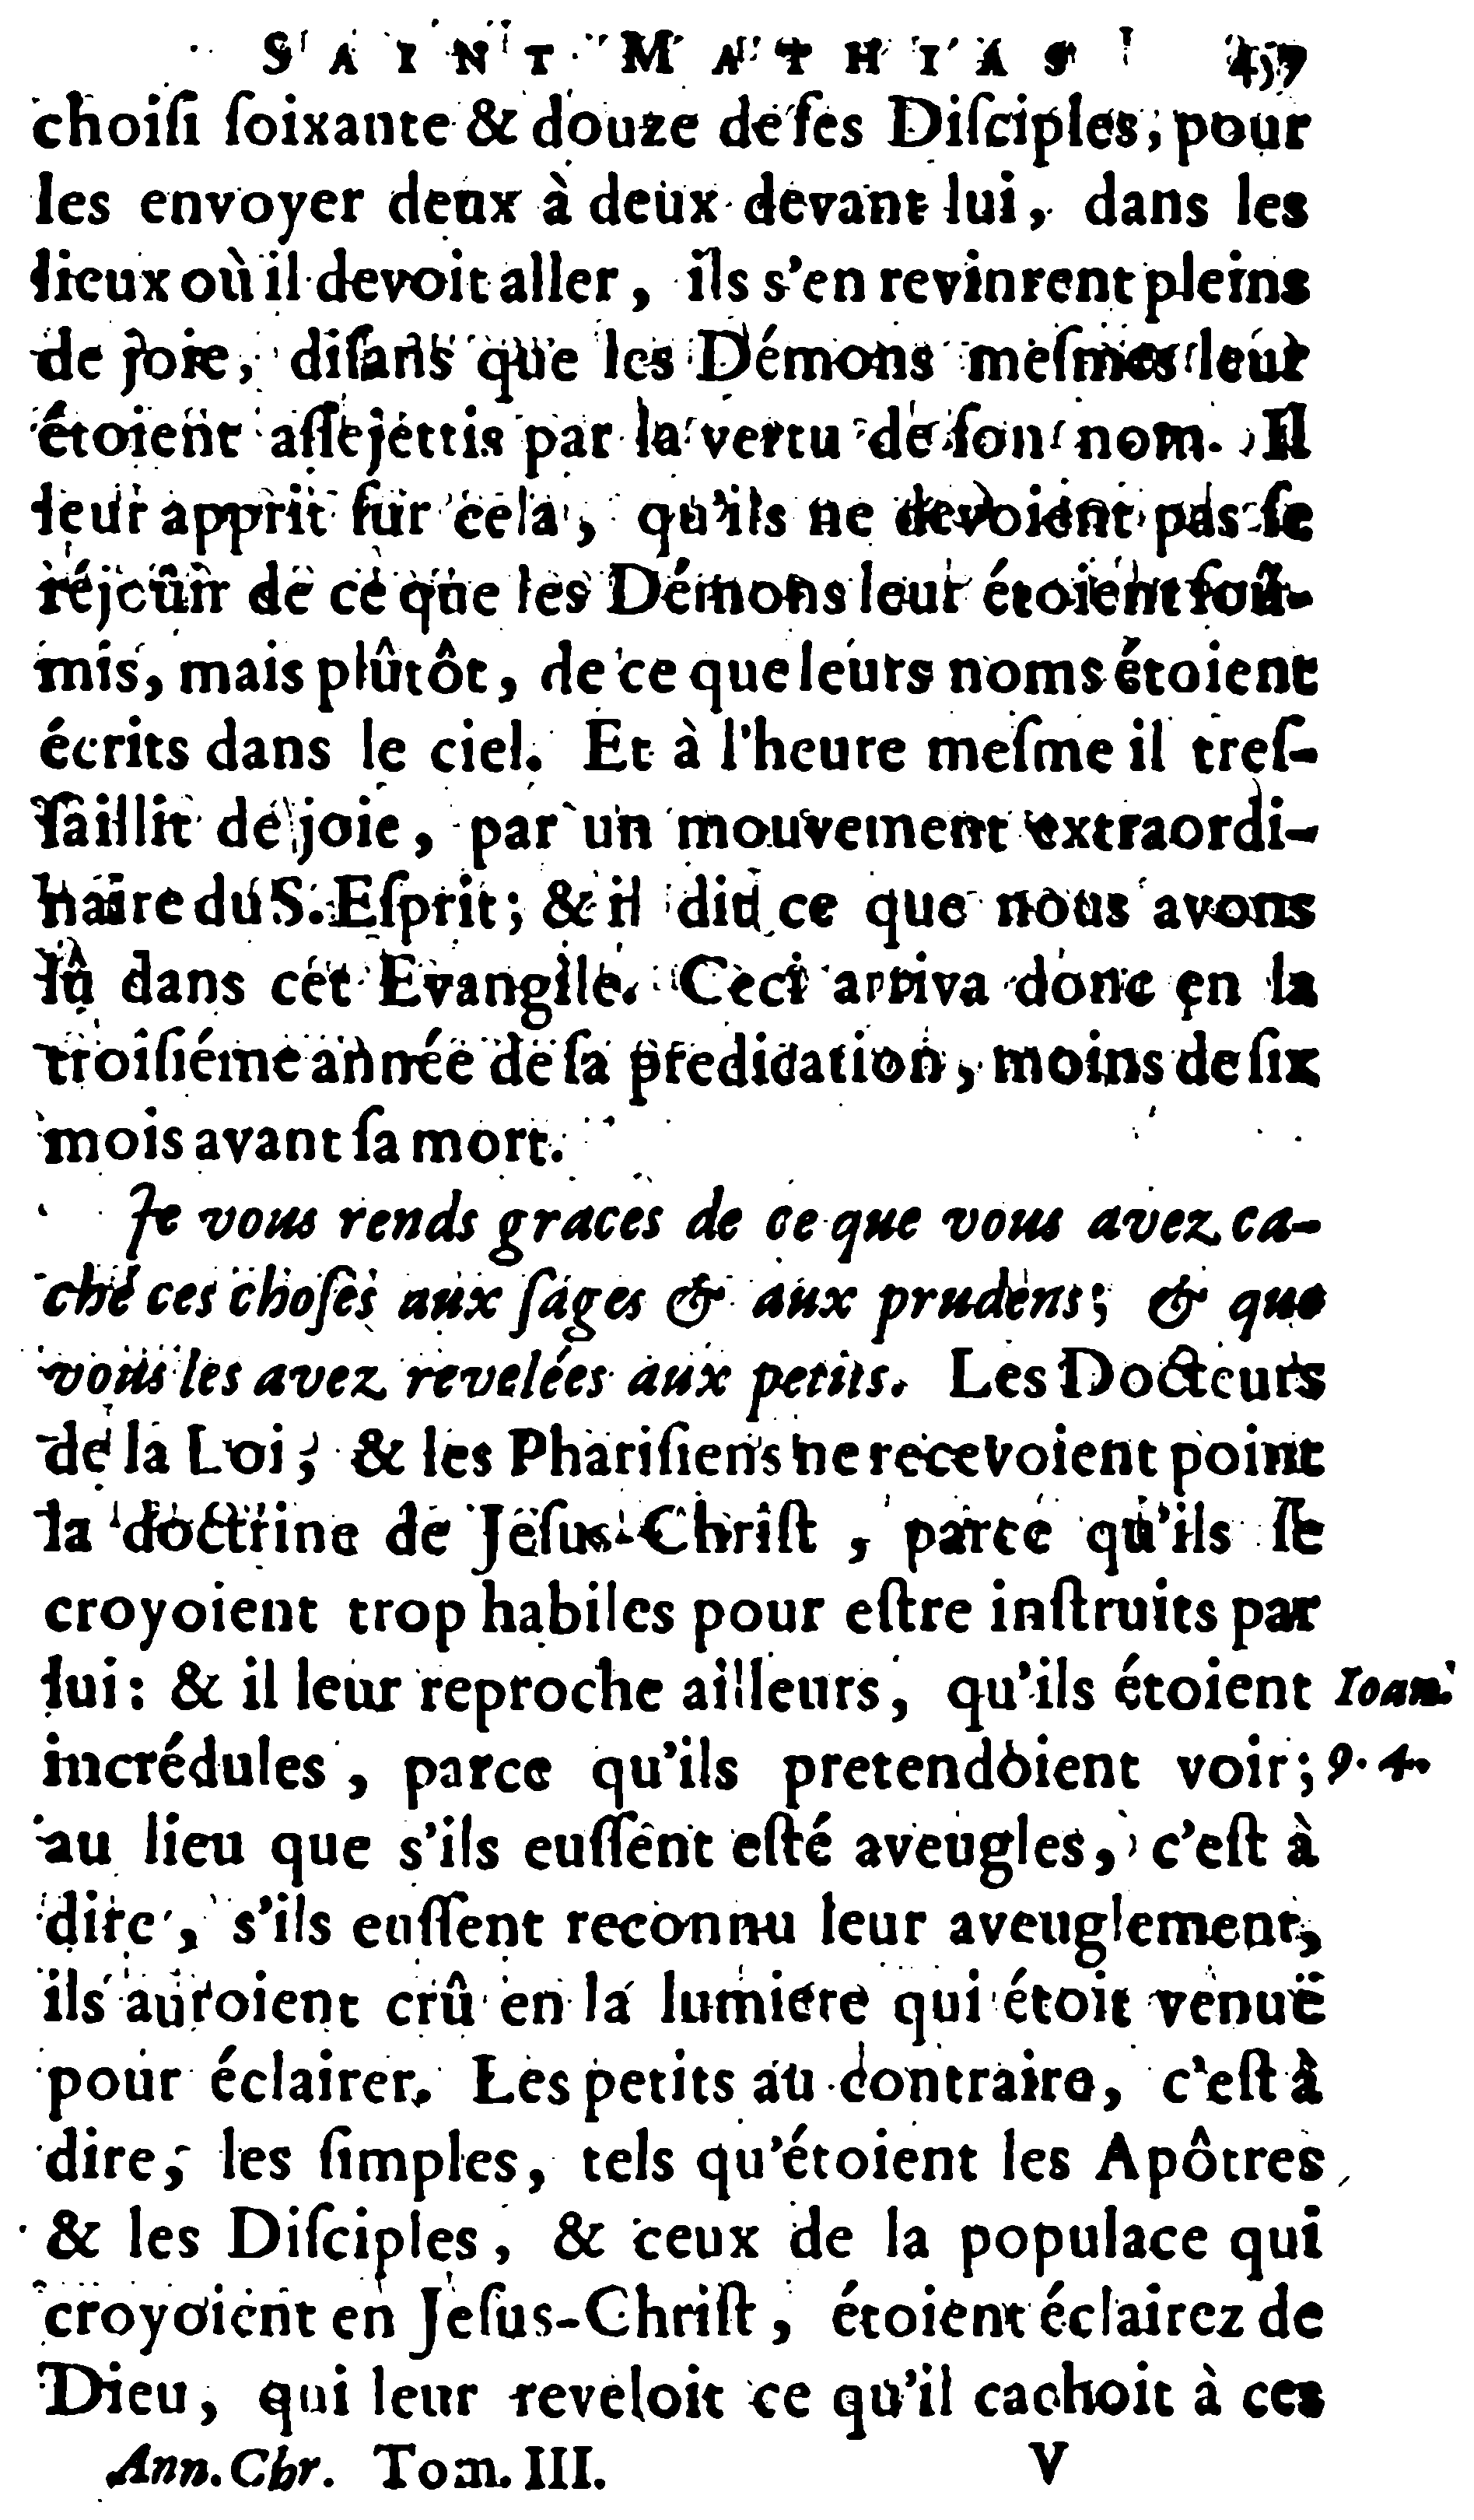 SAINT MATHIAS 457
choiſi ſoixante & douze de ſes Diſciples, pour
les envoyer deux à deux devant lui, dans les
lieux où il devoit aller, ils s'en revinrent pleins
de joie, diſans que les Démons meſmes leur
étoient aſſejettis par la vertu de ſon nom. Il
leur apprit ſur cela, qu'ils ne devoient pas ſe
réjoüir de ce que les Démons leur étoient ſoû-
mis, mais plûtôt, de ce que leurs noms étoient
écrits dans le ciel. Et à l'heure meſme il treſ-
ſaillit de joie, par un mouvement extraordi-
naire du S. Eſprit; & il dit ce que nous avons
lû dans cet Evangile. Ceci arriva donc en la
troiſiéme année de ſa predication, moins de ſix
mois avant ſa mort.
Je vous rends graces de ce que vous avez ca-
ché ces choſes aux ſages & aux prudens; & que
vous les avez revelées aux petits. Les Docteurs
de la Loi, & les Phariſiens ne recevoient point
la doctrine de Jeſus-Chriſt, parce qu'ils ſe
croyoient trop habiles pour eſtre inſtruits par
lui: & il leur reproche ailleurs, qu'ils étoient Ioan.
incrédules, parce qu'ils pretendoient voir; 9. 4.
au lieu que s'ils euſſent eſté aveugles, c'eſt à
dire, s'ils euſſent reconnu leur aveuglement,
ils auroient crû en la lumiere qui étoit venuë
pour éclairer. Les petits au contraire, c'eſt à
dire, les ſimples, tels qu'étoient les Apôtres
& les Diſciples, & ceux de la populace qui
croyoient en Jeſus-Chriſt, étoient éclairez de
Dieu, qui leur reveloit ce qu'il cachoit à ces
Ann. Chr. Tom. III. V